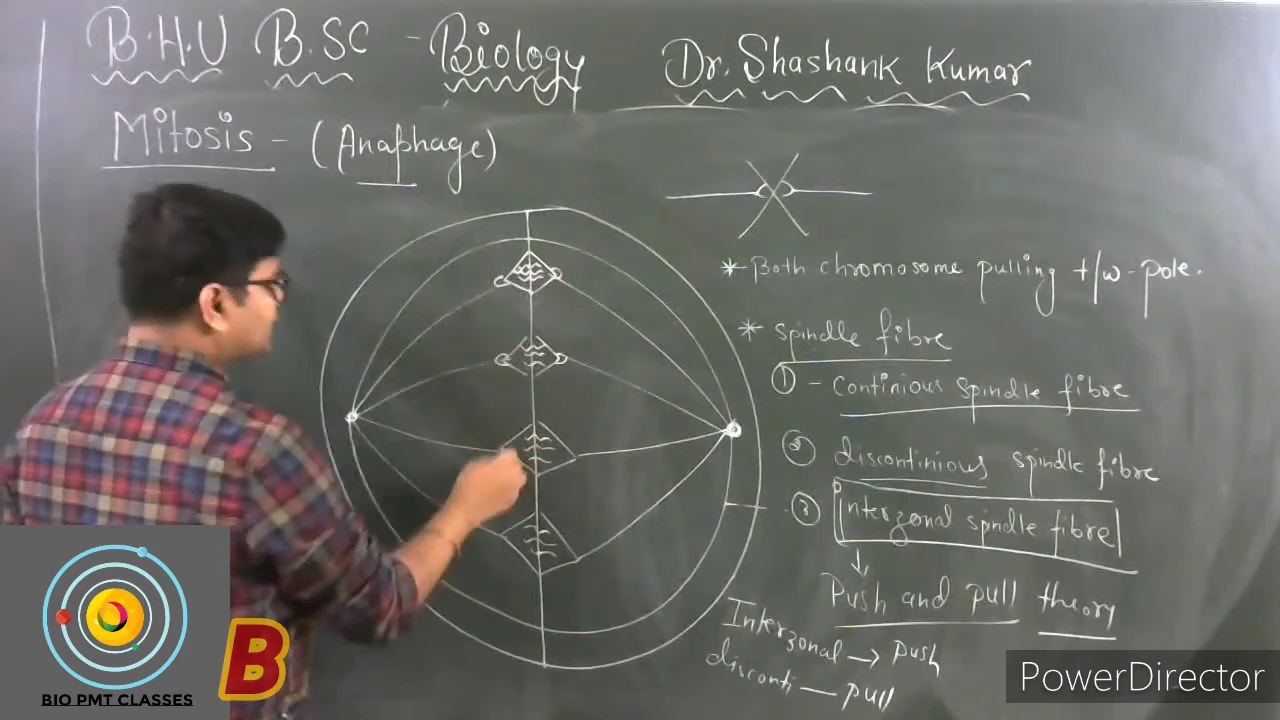 B.H.U B.SC - Biology Dr. Shashank Kumar
Mitosis - (Anaphage)
* Both chromosome pulling t/w - pole.
* spindle fibre
① - continious spindle fibre
② discontinious spindle fibre
③ Interzonal spindle fibre
↓
Push and pull theory
Interzonal → push
disconti — pull
BIO PMT CLASSES
B
PowerDirector